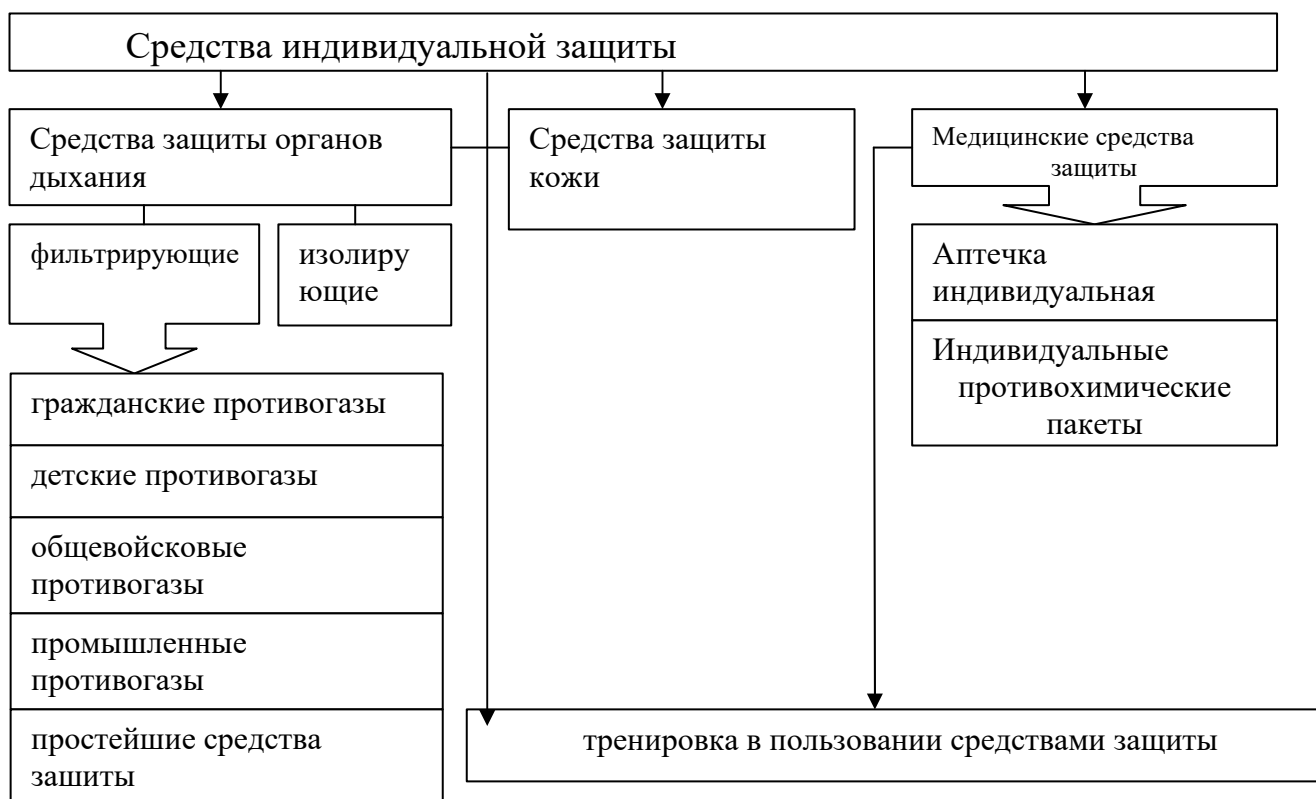 Средства индивидуальной защиты
Средства защиты органов
дыхания
Средства защиты
кожи
Медицинские средства
защиты
фильтрирующие
изолиру
ющие
Аптечка
индивидуальная
Индивидуальные
противохимические
пакеты
гражданские противогазы
детские противогазы
общевойсковые
противогазы
промышленные
противогазы
простейшие средства
зашиты
тренировка в пользовании средствами защиты